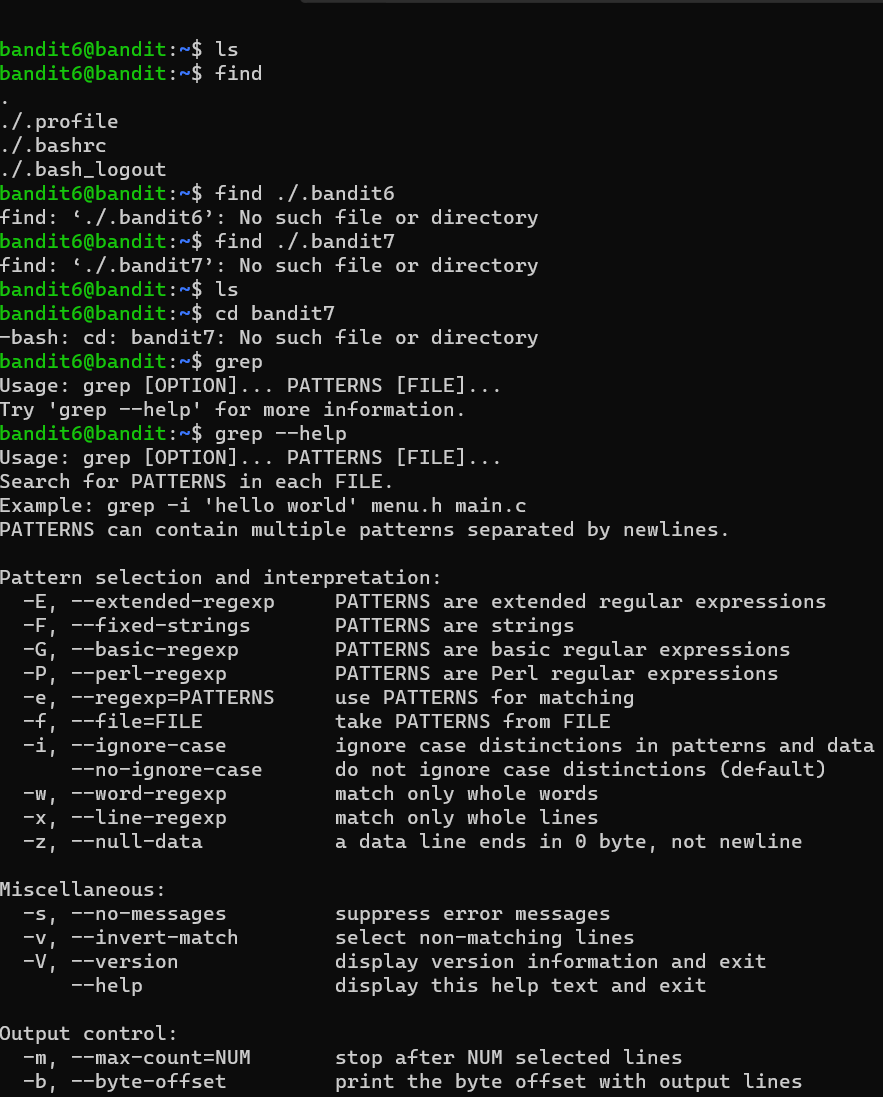 bandit6@bandit:~$ ls
bandit6@bandit:~$ find
.
./.profile
./.bashrc
./.bash_logout
bandit6@bandit:~$ find ./.bandit6
find: ‘./.bandit6’: No such file or directory
bandit6@bandit:~$ find ./.bandit7
find: ‘./.bandit7’: No such file or directory
bandit6@bandit:~$ ls
bandit6@bandit:~$ cd bandit7
-bash: cd: bandit7: No such file or directory
bandit6@bandit:~$ grep
Usage: grep [OPTION]... PATTERNS [FILE]...
Try 'grep --help' for more information.
bandit6@bandit:~$ grep --help
Usage: grep [OPTION]... PATTERNS [FILE]...
Search for PATTERNS in each FILE.
Example: grep -i 'hello world' menu.h main.c
PATTERNS can contain multiple patterns separated by newlines.

Pattern selection and interpretation:
  -E, --extended-regexp     PATTERNS are extended regular expressions
  -F, --fixed-strings       PATTERNS are strings
  -G, --basic-regexp        PATTERNS are basic regular expressions
  -P, --perl-regexp         PATTERNS are Perl regular expressions
  -e, --regexp=PATTERNS     use PATTERNS for matching
  -f, --file=FILE           take PATTERNS from FILE
  -i, --ignore-case         ignore case distinctions in patterns and data
      --no-ignore-case      do not ignore case distinctions (default)
  -w, --word-regexp         match only whole words
  -x, --line-regexp         match only whole lines
  -z, --null-data           a data line ends in 0 byte, not newline

Miscellaneous:
  -s, --no-messages         suppress error messages
  -v, --invert-match        select non-matching lines
  -V, --version             display version information and exit
      --help                display this help text and exit

Output control:
  -m, --max-count=NUM       stop after NUM selected lines
  -b, --byte-offset         print the byte offset with output lines